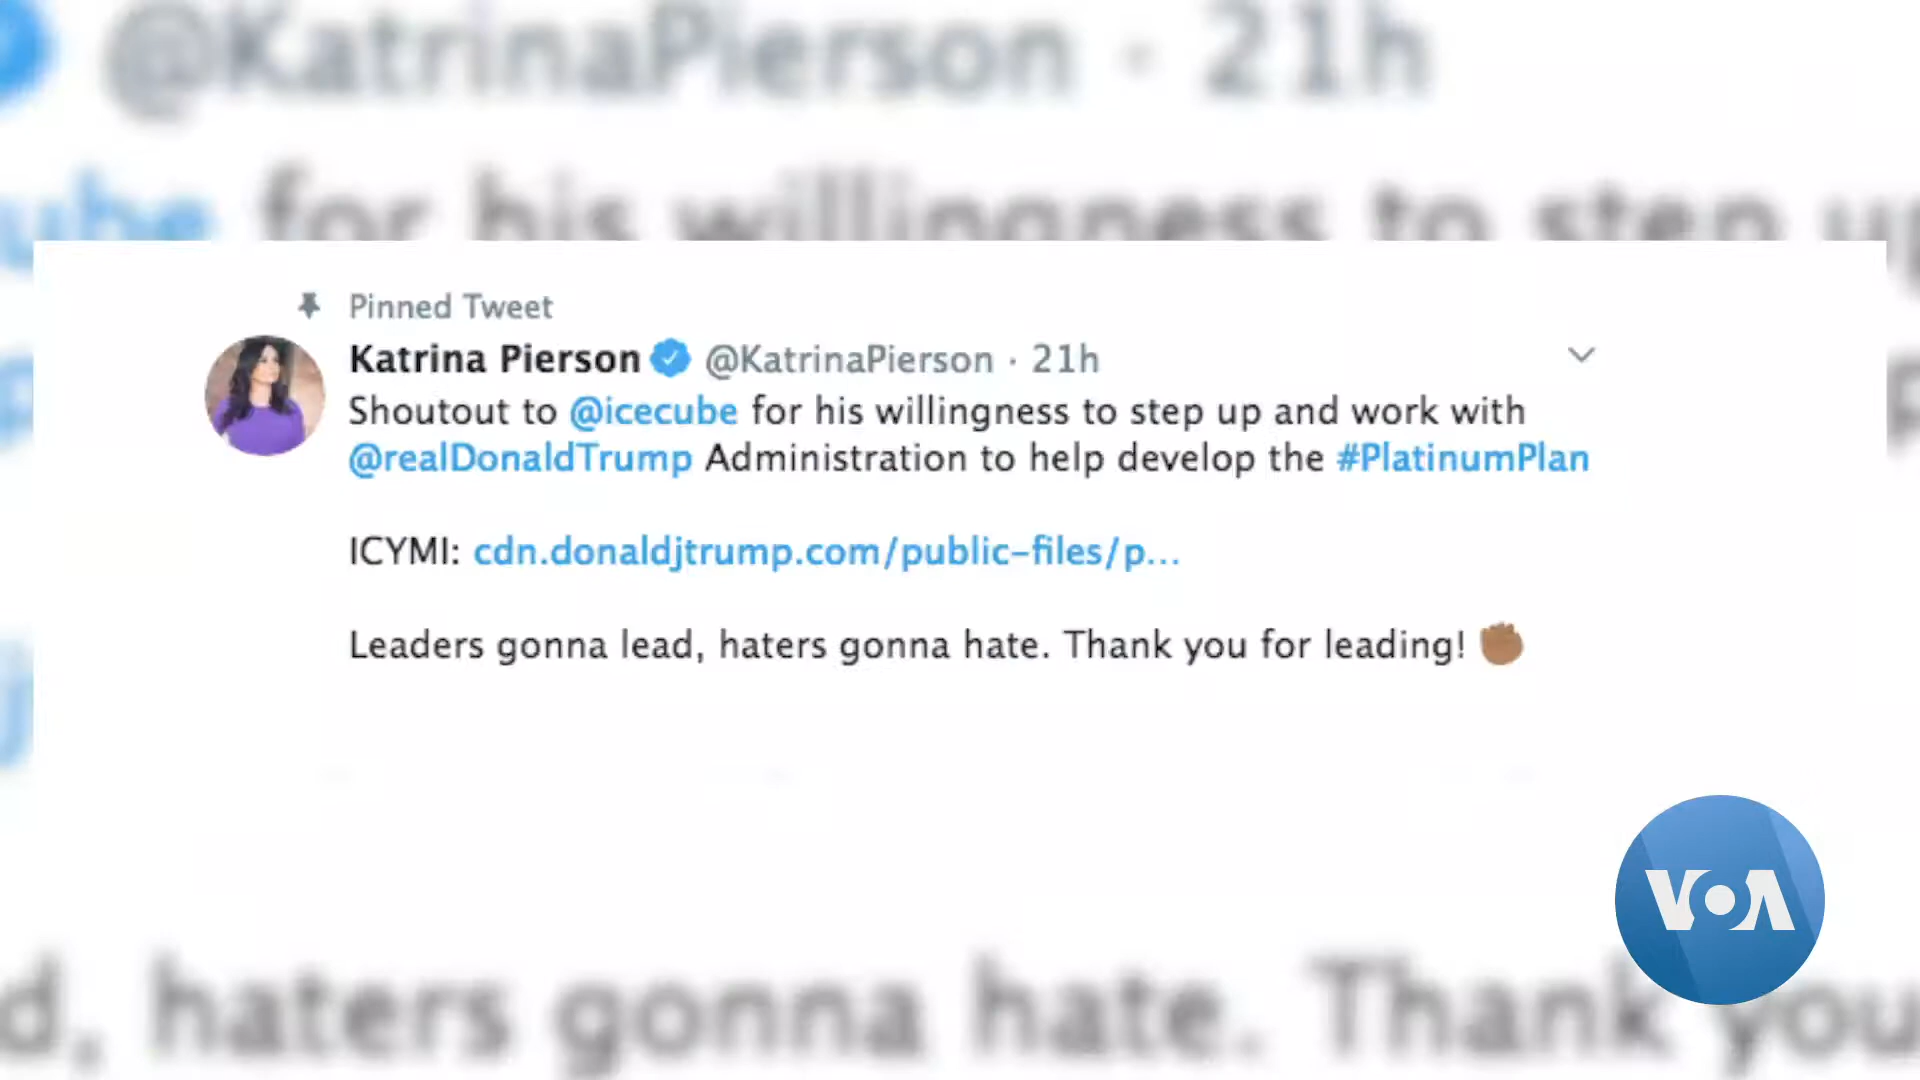 @KatrinaPierson · 21h
cube for his willingness to step up
Pinned Tweet
Katrina Pierson @KatrinaPierson · 21h
Shoutout to @icecube for his willingness to step up and work with
@realDonaldTrump Administration to help develop the #PlatinumPlan
ICYMI: cdn.donaldjtrump.com/public-files/p...
Leaders gonna lead, haters gonna hate. Thank you for leading! ✊🏾
VOA
d, haters gonna hate. Thank you